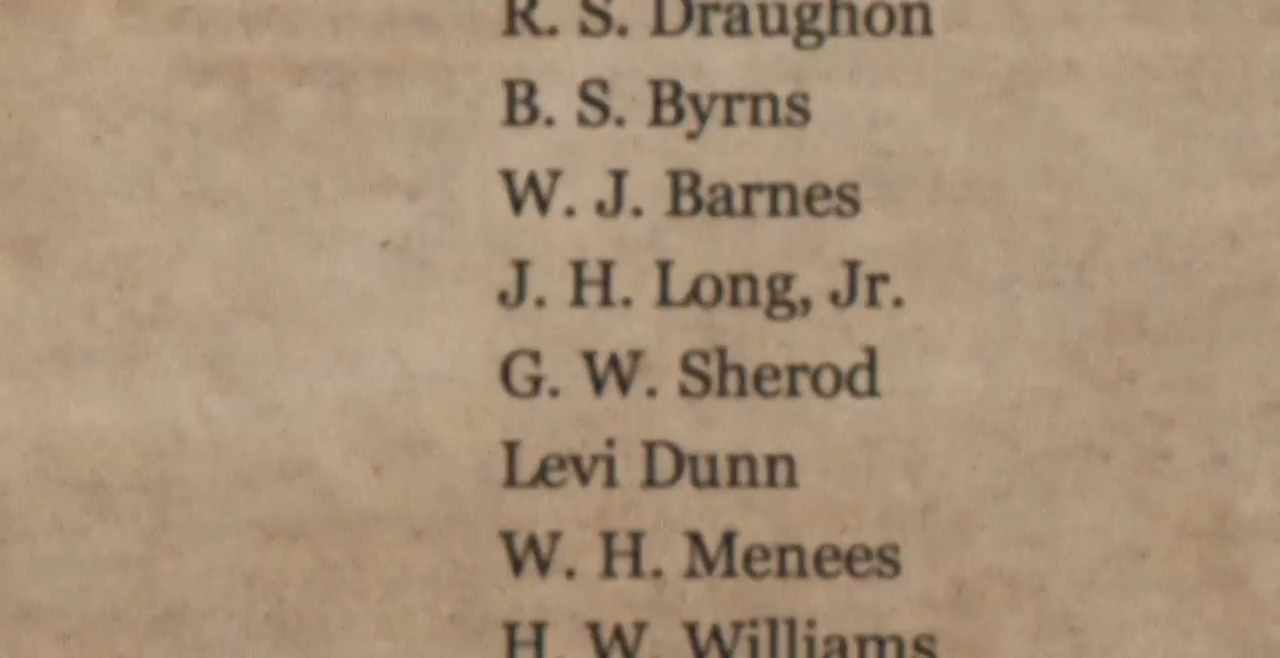 R. S. Draughon
B. S. Byrns
W. J. Barnes
J. H. Long, Jr.
G. W. Sherod
Levi Dunn
W. H. Menees
H. W. Williams